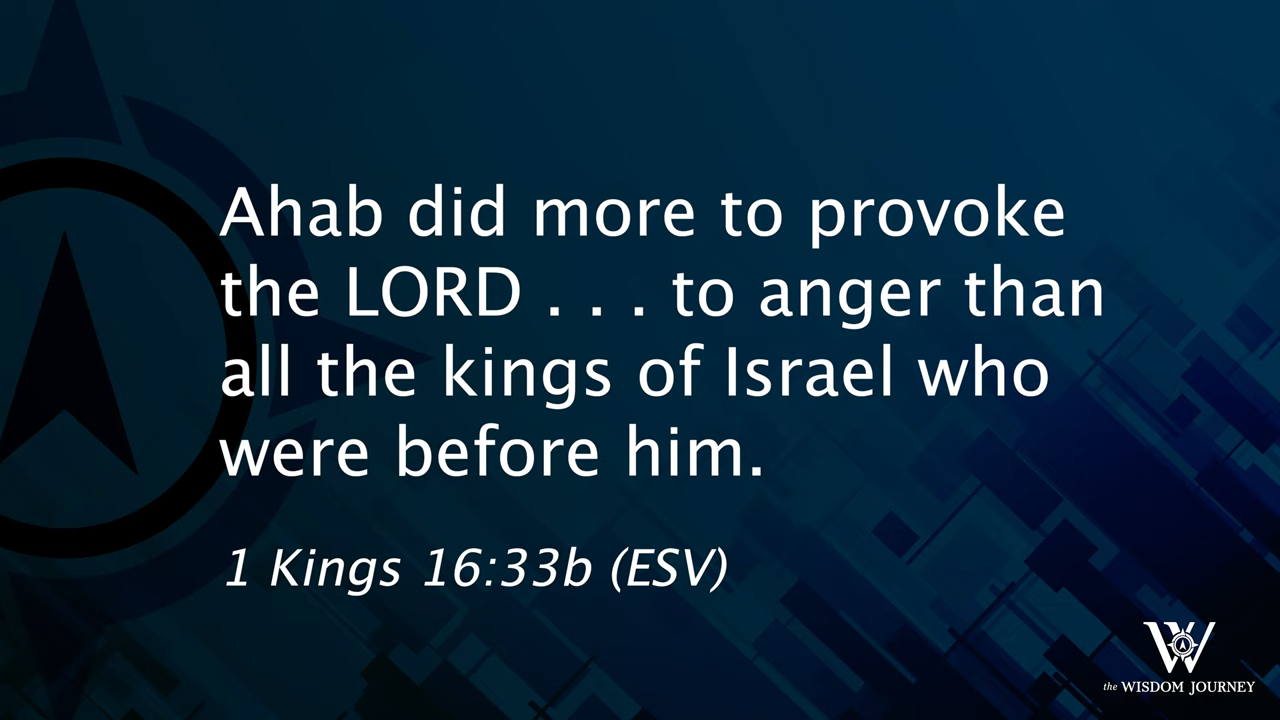 Ahab did more to provoke
the LORD . . . to anger than
all the kings of Israel who
were before him.
1 Kings 16:33b (ESV)
W
the WISDOM JOURNEY